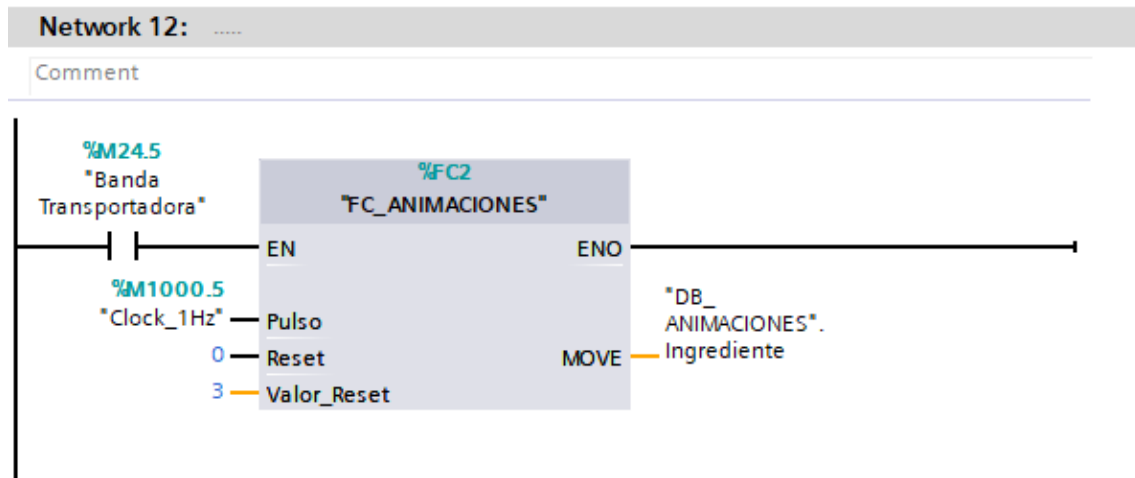 Network 12: .....
Comment
%M24.5
"Banda
Transportadora"
%FC2
"FC_ANIMACIONES"
EN
ENO
%M1000.5
"Clock_1Hz"
Pulso
0
Reset
3
Valor_Reset
MOVE
"DB_
ANIMACIONES".
Ingrediente